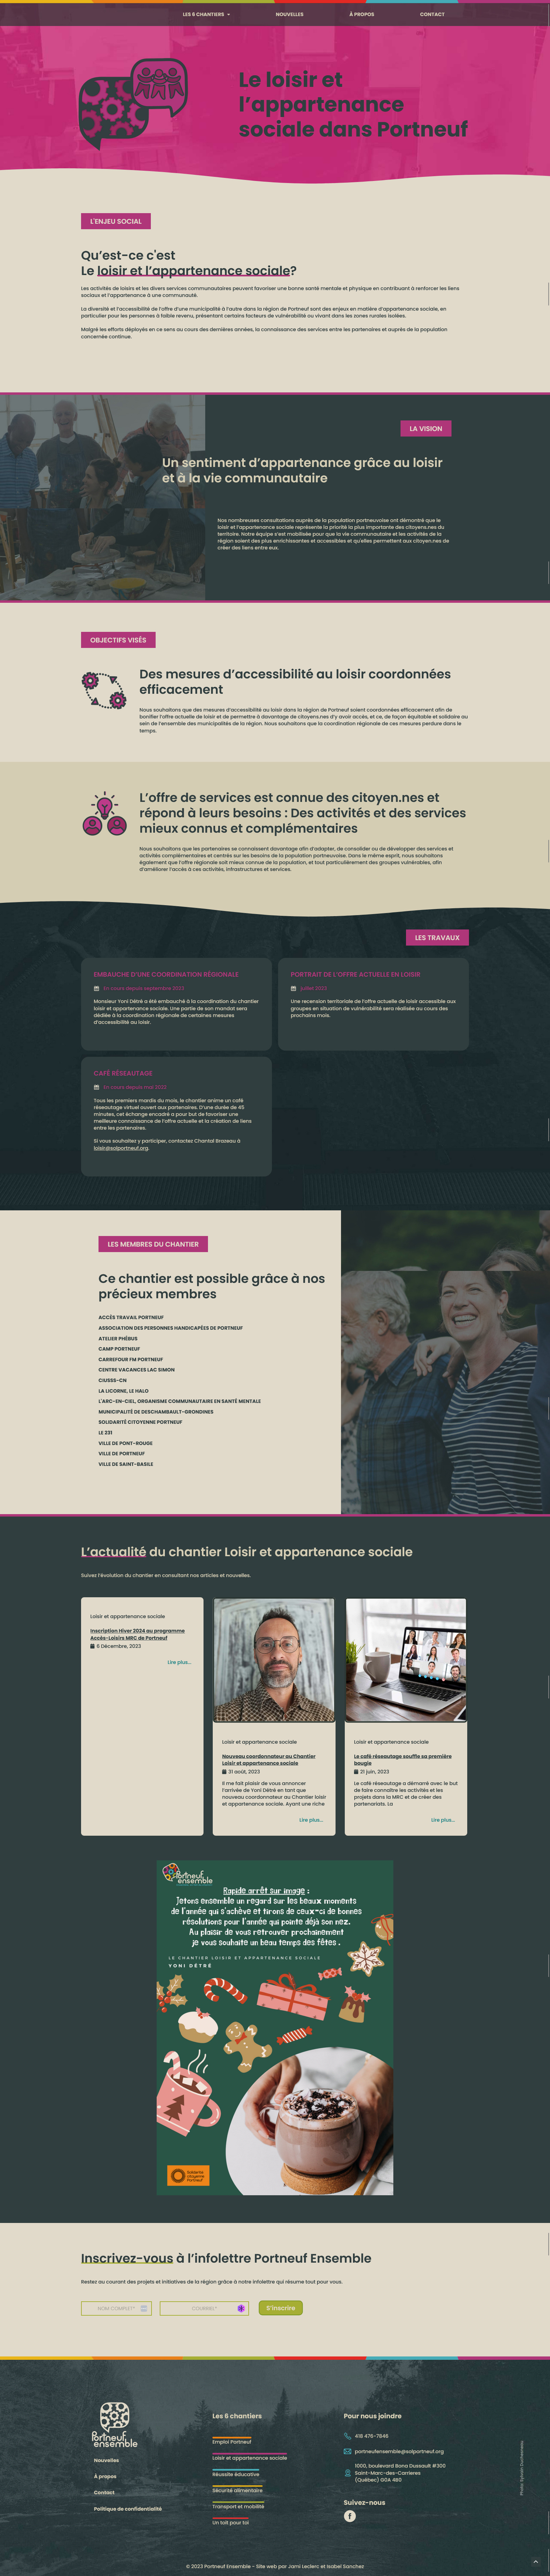 LES 6 CHANTIERS
NOUVELLES
À PROPOS
CONTACT
Le loisir et
l'appartenance
sociale dans Portneuf
L'ENJEU SOCIAL
Qu'est-ce c'est
Le loisir et l'appartenance sociale?
Les activités de loisirs et les divers services communautaires peuvent favoriser une bonne santé mentale et physique en contribuant à renforcer les liens
sociaux et l'appartenance à une communauté.
La diversité et l'accessibilité de l'offre d'une municipalité à l'autre dans la région de Portneuf sont des enjeux en matière d'appartenance sociale, en
particulier pour les personnes à faible revenu, présentant certains facteurs de vulnérabilité ou vivant dans des zones rurales isolées.
Malgré les efforts déployés en ce sens au cours des dernières années, la connaissance des services entre les partenaires et auprès de la population
concernée continue.
LA VISION
Un sentiment d'appartenance grâce au loisir
et à la vie communautaire
Nos nombreuses consultations auprès de la population portneuvoise ont démontré que le
loisir et l'appartenance sociale représente la priorité la plus importante des citoyens.nes du
territoire. Notre équipe s'est mobilisée pour que la vie communautaire et les activités de la
région soient des plus enrichissantes et accessibles et qu'elles permettent aux citoyen.nes de
créer des liens entre eux.
OBJECTIFS VISÉS
Des mesures d'accessibilité au loisir coordonnées
efficacement
Nous souhaitons que des mesures d'accessibilité au loisir dans la région de Portneuf soient coordonnées efficacement afin de
bonifier l'offre actuelle de loisir et de permettre à davantage de citoyens.nes d'y avoir accès, et ce, de façon équitable et solidaire au
sein de l'ensemble des municipalités de la région. Nous souhaitons que la coordination régionale de ces mesures perdure dans le
temps.
L'offre de services est connue des citoyen.nes et
répond à leurs besoins : Des activités et des services
mieux connus et complémentaires
Nous souhaitons que les partenaires se connaissent davantage afin d'adapter, de consolider ou de développer des services et
activités complémentaires et centrés sur les besoins de la population portneuvoise. Dans le même esprit, nous souhaitons
également que l'offre régionale soit mieux connue de la population, et tout particulièrement des groupes vulnérables, afin
d'améliorer l'accès à ces activités, infrastructures et services.
LES TRAVAUX
EMBAUCHE D'UNE COORDINATION RÉGIONALE
En cours depuis septembre 2023
Monsieur Yoni Détré a été embauché à la coordination du chantier
loisir et appartenance sociale. Une partie de son mandat sera
dédiée à la coordination régionale de certaines mesures
d'accessibilité au loisir.
PORTRAIT DE L'OFFRE ACTUELLE EN LOISIR
juillet 2023
Une recension territoriale de l'offre actuelle de loisir accessible aux
groupes en situation de vulnérabilité sera réalisée au cours des
prochains mois.
CAFÉ RÉSEAUTAGE
En cours depuis mai 2022
Tous les premiers mardis du mois, le chantier anime un café
réseautage virtuel ouvert aux partenaires. D'une durée de 45
minutes, cet échange encadré a pour but de favoriser une
meilleure connaissance de l'offre actuelle et la création de liens
entre les partenaires.
Si vous souhaitez y participer, contactez Chantal Brazeau à
loisir@solportneuf.org.
LES MEMBRES DU CHANTIER
Ce chantier est possible grâce à nos
précieux membres
ACCÈS TRAVAIL PORTNEUF
ASSOCIATION DES PERSONNES HANDICAPÉES DE PORTNEUF
ATELIER PHÉBUS
CAMP PORTNEUF
CARREFOUR FM PORTNEUF
CENTRE VACANCES LAC SIMON
CIUSSS-CN
LA LICORNE, LE HALO
L'ARC-EN-CIEL, ORGANISME COMMUNAUTAIRE EN SANTÉ MENTALE
MUNICIPALITÉ DE DESCHAMBAULT-GRONDINES
SOLIDARITÉ CITOYENNE PORTNEUF
LE 231
VILLE DE PONT-ROUGE
VILLE DE PORTNEUF
VILLE DE SAINT-BASILE
L'actualité du chantier Loisir et appartenance sociale
Suivez l'évolution du chantier en consultant nos articles et nouvelles.
Loisir et appartenance sociale
Inscription Hiver 2024 au programme
Accès-Loisirs MRC de Portneuf
6 Décembre, 2023
Lire plus...
Loisir et appartenance sociale
Nouveau coordonnateur au Chantier
Loisir et appartenance sociale
31 août, 2023
Il me fait plaisir de vous annoncer
l'arrivée de Yoni Détré en tant que
nouveau coordonnateur au Chantier loisir
et appartenance sociale. Ayant une riche
Lire plus...
Loisir et appartenance sociale
Le café réseautage souffle sa première
bougie
21 juin, 2023
Le café réseautage a démarré avec le but
de faire connaître les activités et les
projets dans la MRC et de créer des
partenariats. La
Lire plus...
Portneuf
ensemble
Rapide arrêt sur image :
Jetons ensemble un regard sur les beaux moments
de l'année qui s'achève et tirons de ceux-ci de bonnes
résolutions pour l'année qui pointe déjà son nez.
Au plaisir de vous retrouver prochainement
je vous souhaite un beau temps des fêtes .
LE CHANTIER LOISIR ET APPARTENANCE SOCIALE
YONI DÉTRÉ
Solidarité
citoyenne
Portneuf
Inscrivez-vous à l'infolettre Portneuf Ensemble
Restez au courant des projets et initiatives de la région grâce à notre infolettre qui résume tout pour vous.
NOM COMPLET*
COURRIEL*
S'inscrire
Portneuf
ensemble
Nouvelles
À propos
Contact
Politique de confidentialité
Les 6 chantiers
Emploi Portneuf
Loisir et appartenance sociale
Réussite éducative
Sécurité alimentaire
Transport et mobilité
Un toit pour toi
Pour nous joindre
418 476-7846
portneufensemble@solportneuf.org
1000, boulevard Bona Dussault #300
Saint-Marc-des-Carrieres
(Québec) G0A 4B0
Suivez-nous
© 2023 Portneuf Ensemble - Site web par Jami Leclerc et Isabel Sanchez